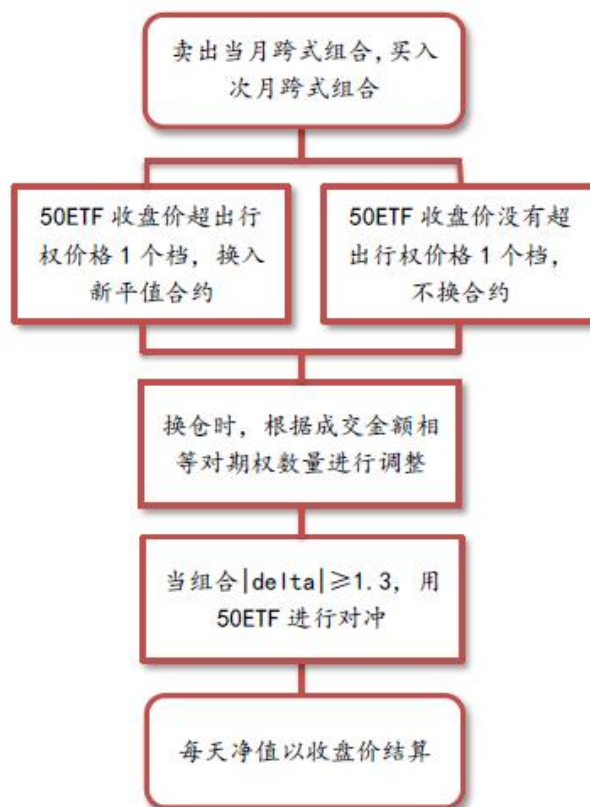 卖出当月跨式组合,买入
次月跨式组合
50ETF 收盘价超出行
权价格1个档，换入
新平值合约
50ETF 收盘价没有超
出行权价格1个档，
不换合约
换仓时，根据成交金额相
等对期权数量进行调整
当组合|delta|≥1.3，用
50ETF 进行对冲
每天净值以收盘价结算